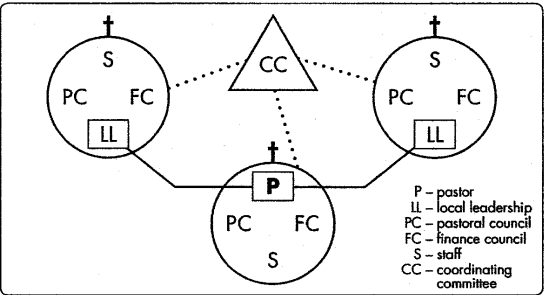 S
PC FC
LL
CC
S
PC FC
LL
P
PC FC
S
P – pastor
LL – local leadership
PC – pastoral council
FC – finance council
S – staff
CC – coordinating
committee